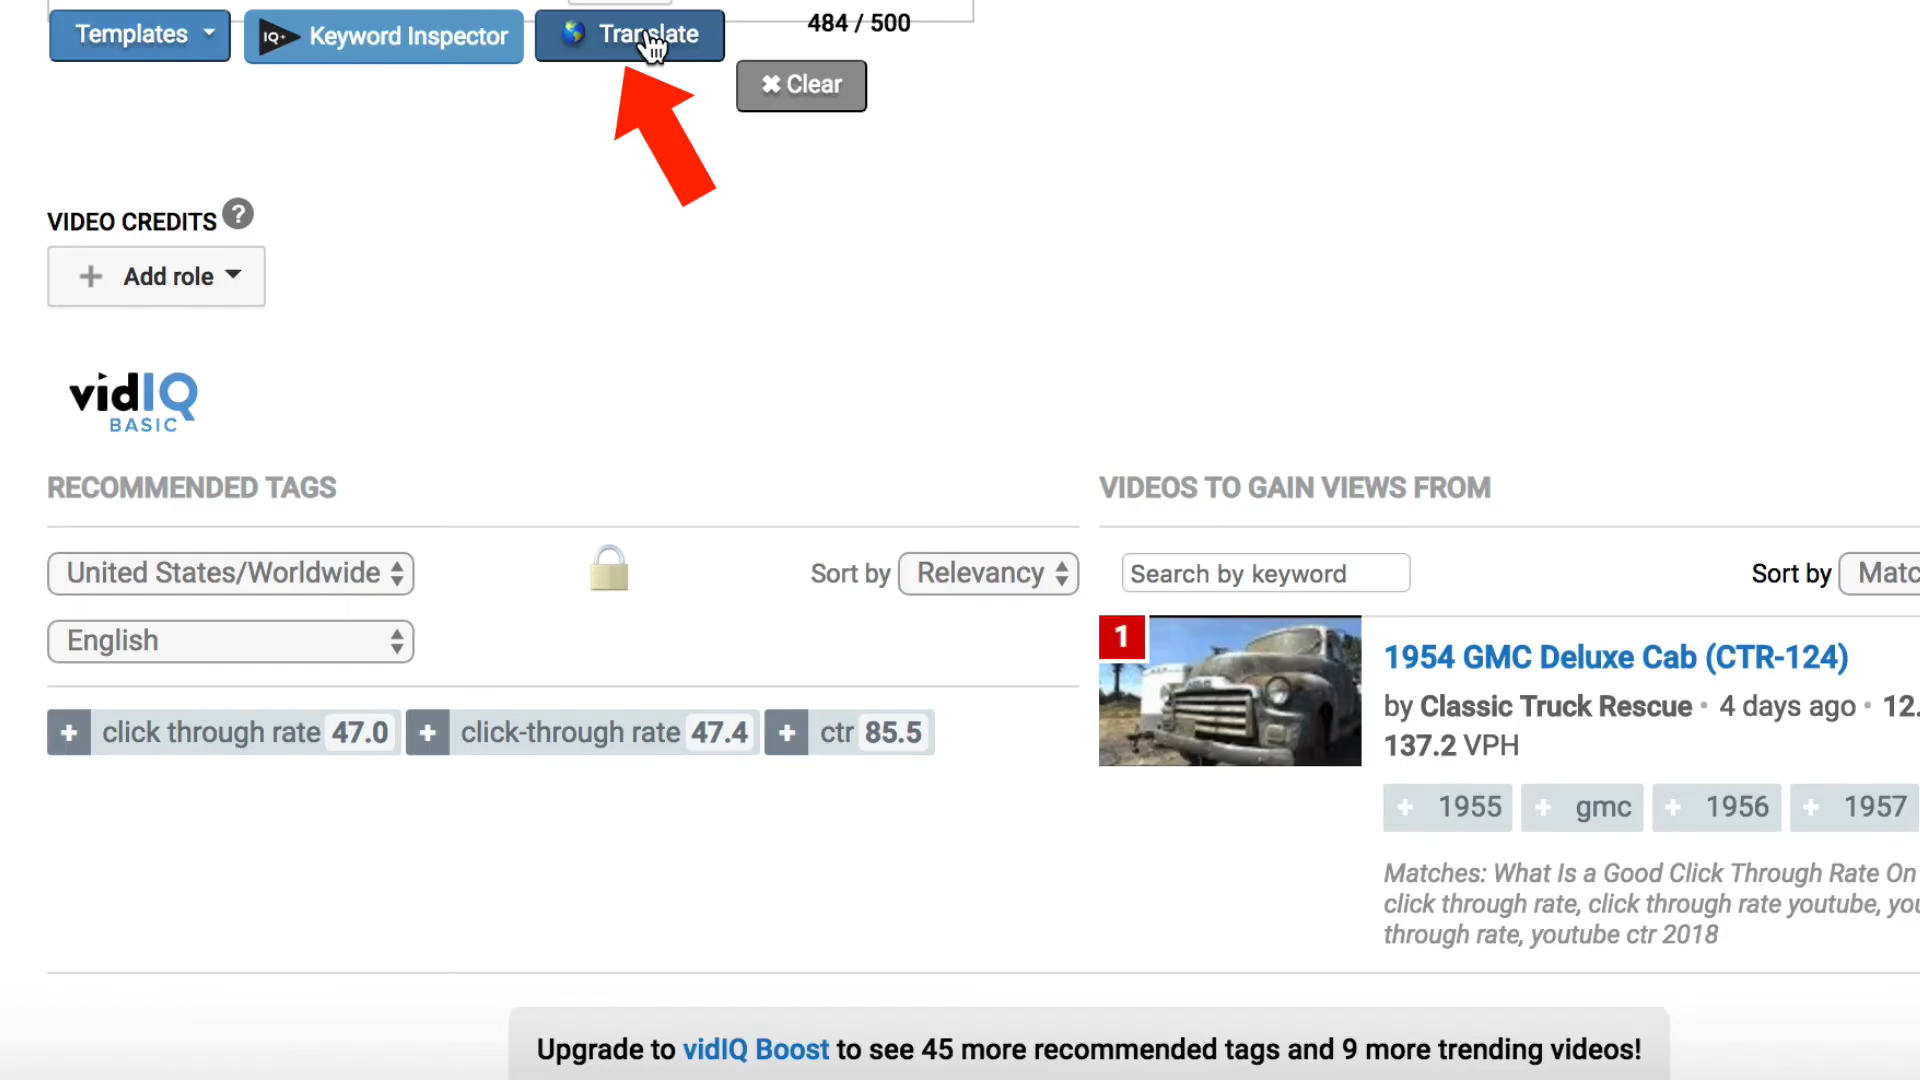 Templates
IQ+ Keyword Inspector
Translate
484 / 500
✖ Clear
VIDEO CREDITS ?
+ Add role
vidIQ
BASIC
RECOMMENDED TAGS
United States/Worldwide
Sort by Relevancy
English
+ click through rate 47.0 + click-through rate 47.4 + ctr 85.5
VIDEOS TO GAIN VIEWS FROM
Search by keyword
Sort by
1
1954 GMC Deluxe Cab (CTR-124)
by Classic Truck Rescue • 4 days ago • 12.
137.2 VPH
+ 1955 + gmc + 1956 + 1957
Matches: What Is a Good Click Through Rate On
click through rate, click through rate youtube,
through rate, youtube ctr 2018
Upgrade to vidIQ Boost to see 45 more recommended tags and 9 more trending videos!